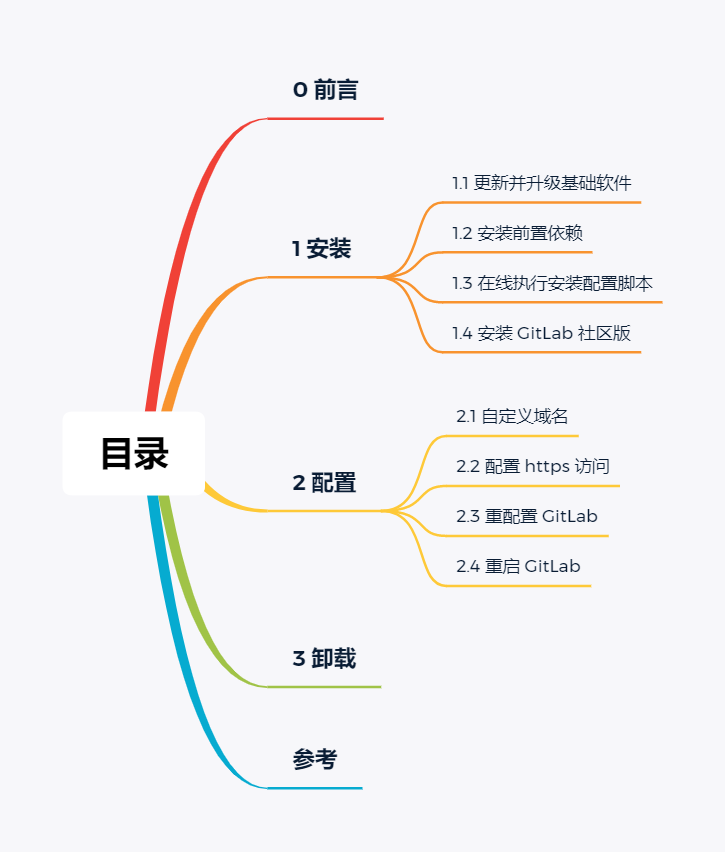 目录
0 前言
1 安装
1.1 更新并升级基础软件
1.2 安装前置依赖
1.3 在线执行安装配置脚本
1.4 安装 GitLab 社区版
2 配置
2.1 自定义域名
2.2 配置 https 访问
2.3 重配置 GitLab
2.4 重启 GitLab
3 卸载
参考